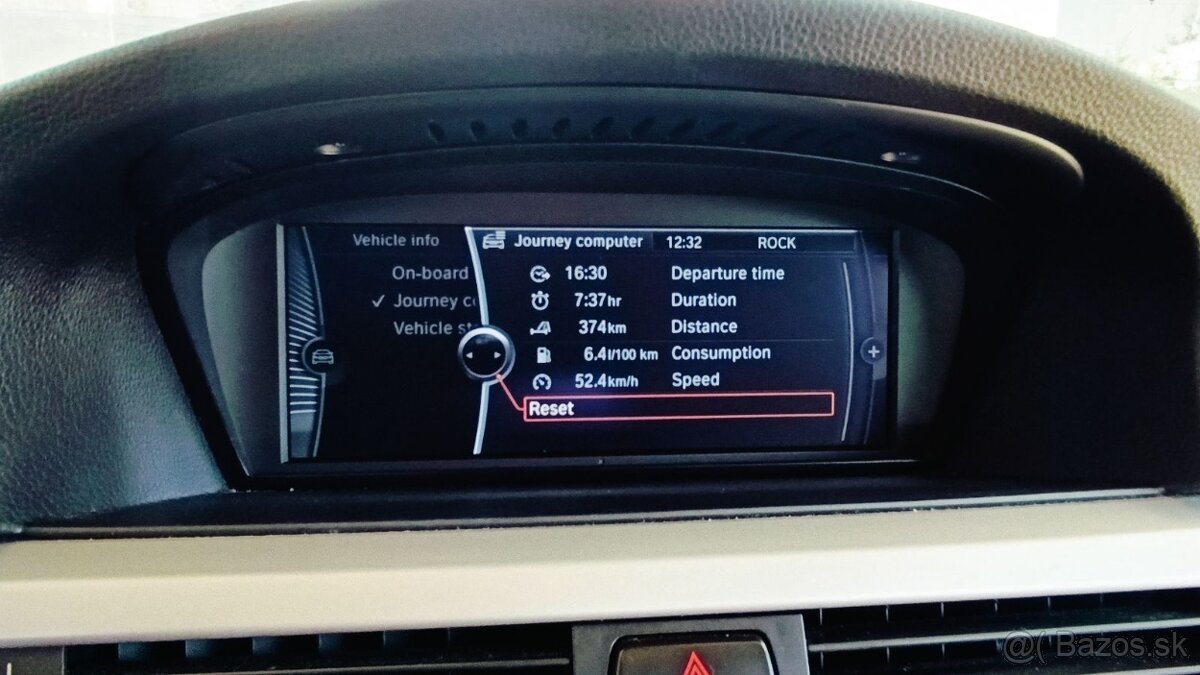 Vehicle info
Journey computer 12:32 ROCK
On-board
✓ Journey c
Vehicle st
16:30 Departure time
7:37hr Duration
374km Distance
6.4l/100 km Consumption
52.4km/h Speed
Reset
@('Bazos.sk